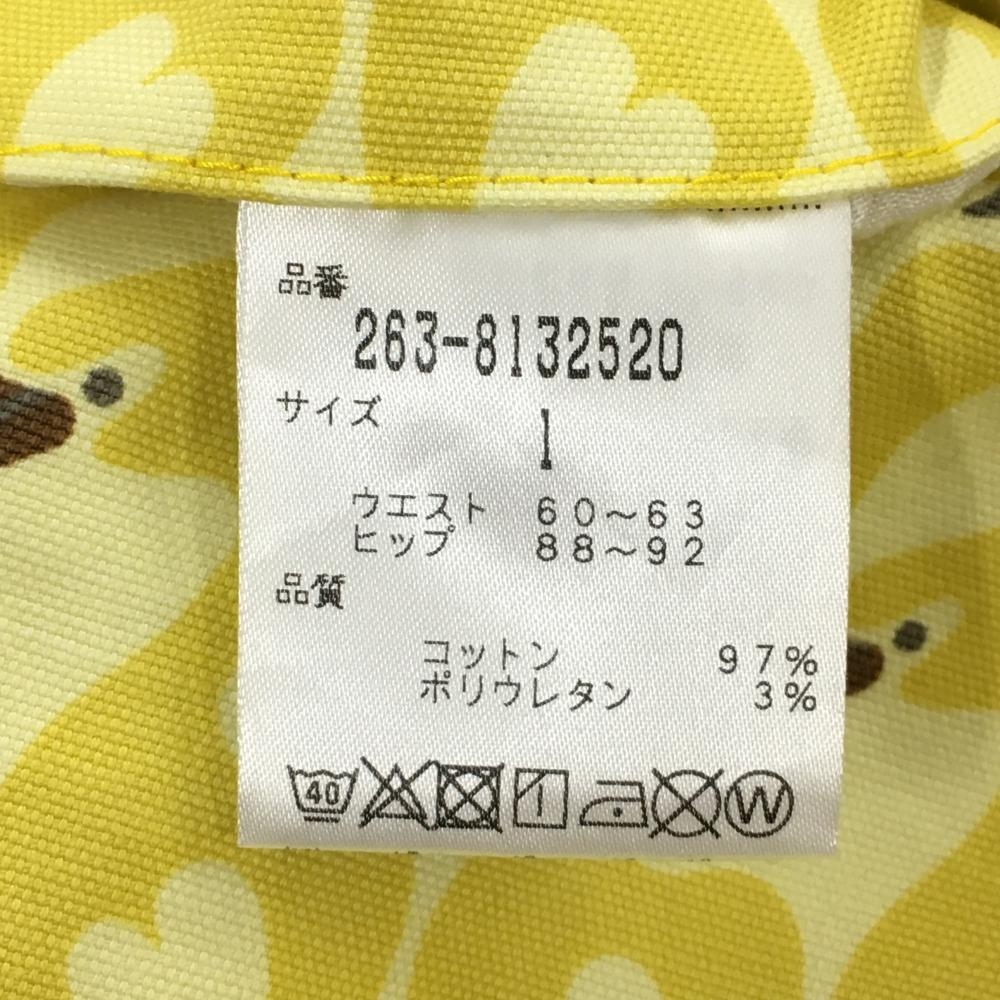 品番
263-8132520
サイズ
1
ウエスト 60~63
ヒップ 88~92
品質
コットン 97%
ポリウレタン 3%
40 W